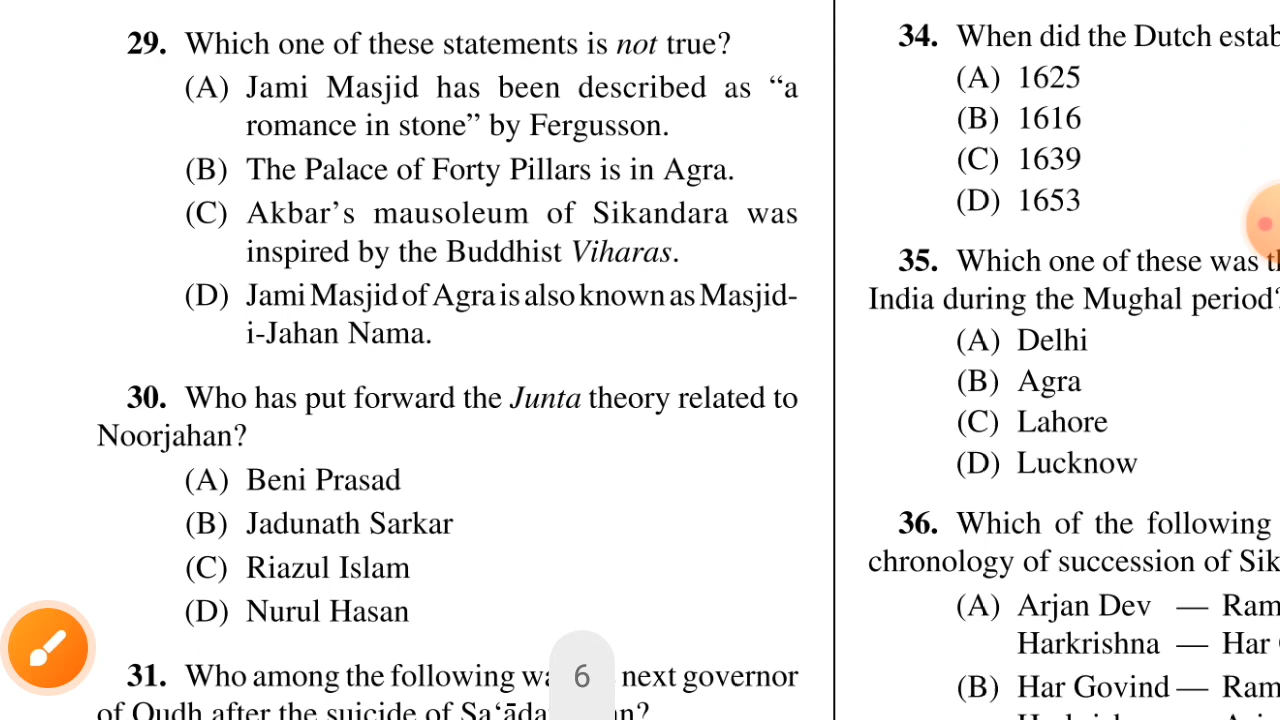 29. Which one of these statements is not true?
(A) Jami Masjid has been described as “a
romance in stone” by Fergusson.
(B) The Palace of Forty Pillars is in Agra.
(C) Akbar’s mausoleum of Sikandara was
inspired by the Buddhist Viharas.
(D) Jami Masjid of Agra is also known as Masjid-
i-Jahan Nama.
30. Who has put forward the Junta theory related to
Noorjahan?
(A) Beni Prasad
(B) Jadunath Sarkar
(C) Riazul Islam
(D) Nurul Hasan
31. Who among the following next governor
of Oudh after the suicide of
6
34. When did the Dutch
(A) 1625
(B) 1616
(C) 1639
(D) 1653
35. Which one of these was
India during the Mughal period?
(A) Delhi
(B) Agra
(C) Lahore
(D) Lucknow
36. Which of the following
chronology of succession of
(A) Arjan Dev — Ram
Harkrishna — Har
(B) Har Govind — Ram